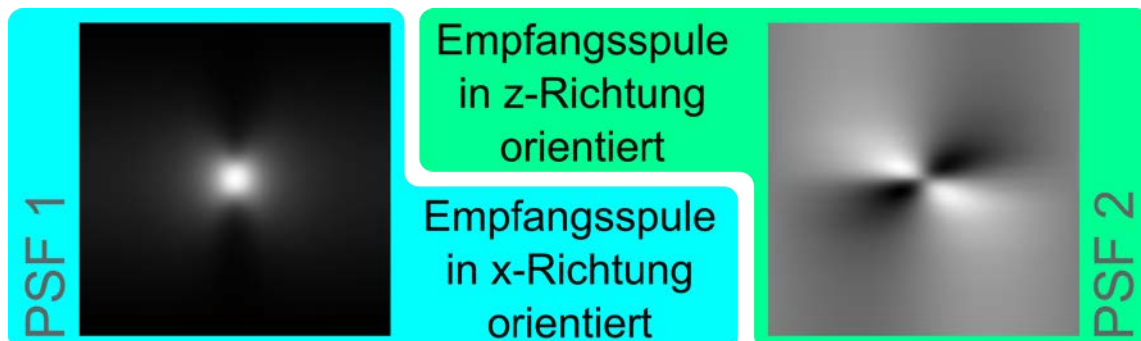 PSF 1
Empfangsspule
in z-Richtung
orientiert
Empfangsspule
in x-Richtung
orientiert
PSF 2